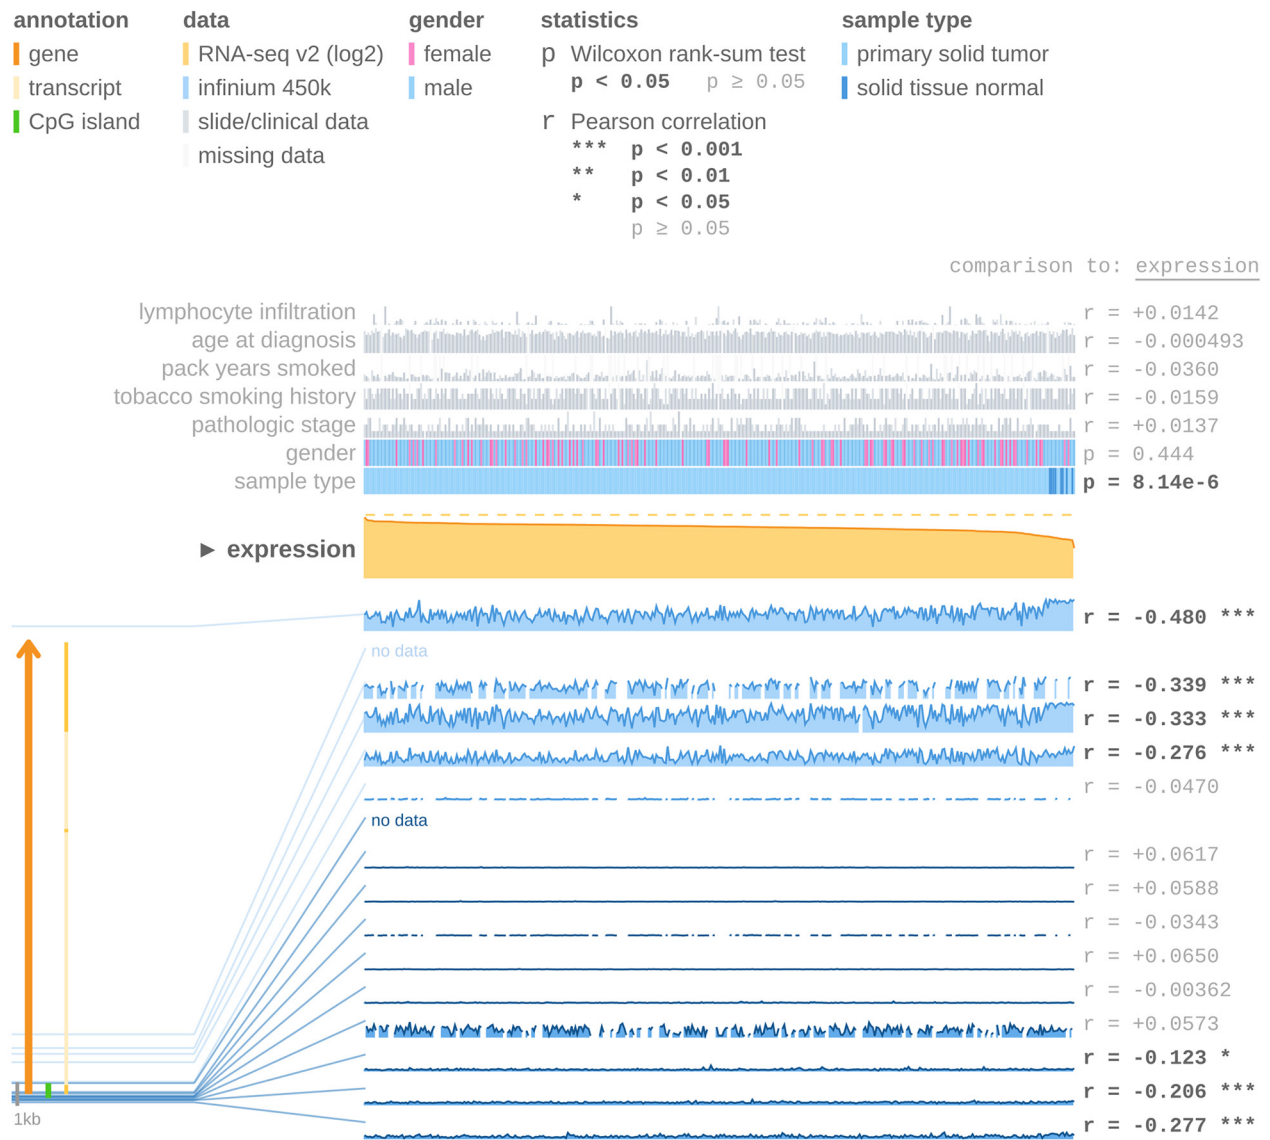 annotation data gender statistics sample type
gene RNA-seq v2 (log2) female p Wilcoxon rank-sum test primary solid tumor
transcript infinium 450k male p < 0.05 p ≥ 0.05 solid tissue normal
CpG island slide/clinical data r Pearson correlation
missing data *** p < 0.001
** p < 0.01
* p < 0.05
p ≥ 0.05
comparison to: expression
lymphocyte infiltration r = +0.0142
age at diagnosis r = -0.000493
pack years smoked r = -0.0360
tobacco smoking history r = -0.0159
pathologic stage r = +0.0137
gender p = 0.444
sample type p = 8.14e-6
► expression
r = -0.480 ***
no data
r = -0.339 ***
r = -0.333 ***
r = -0.276 ***
r = -0.0470
no data
r = +0.0617
r = +0.0588
r = -0.0343
r = +0.0650
r = -0.00362
r = +0.0573
r = -0.123 *
r = -0.206 ***
1kb
r = -0.277 ***